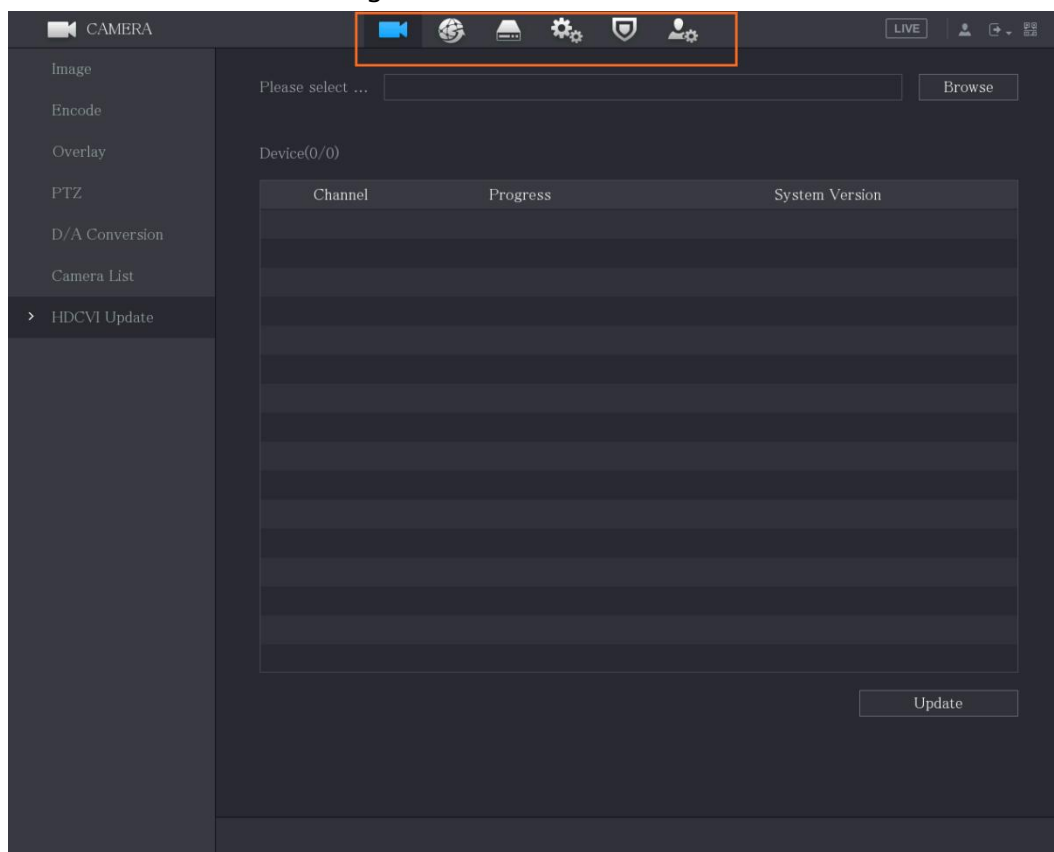 CAMERA
LIVE
Image
Encode
Overlay
PTZ
D/A Conversion
Camera List
HDCVI Update
Please select ...
Browse
Device(0/0)
Channel Progress System Version
Update